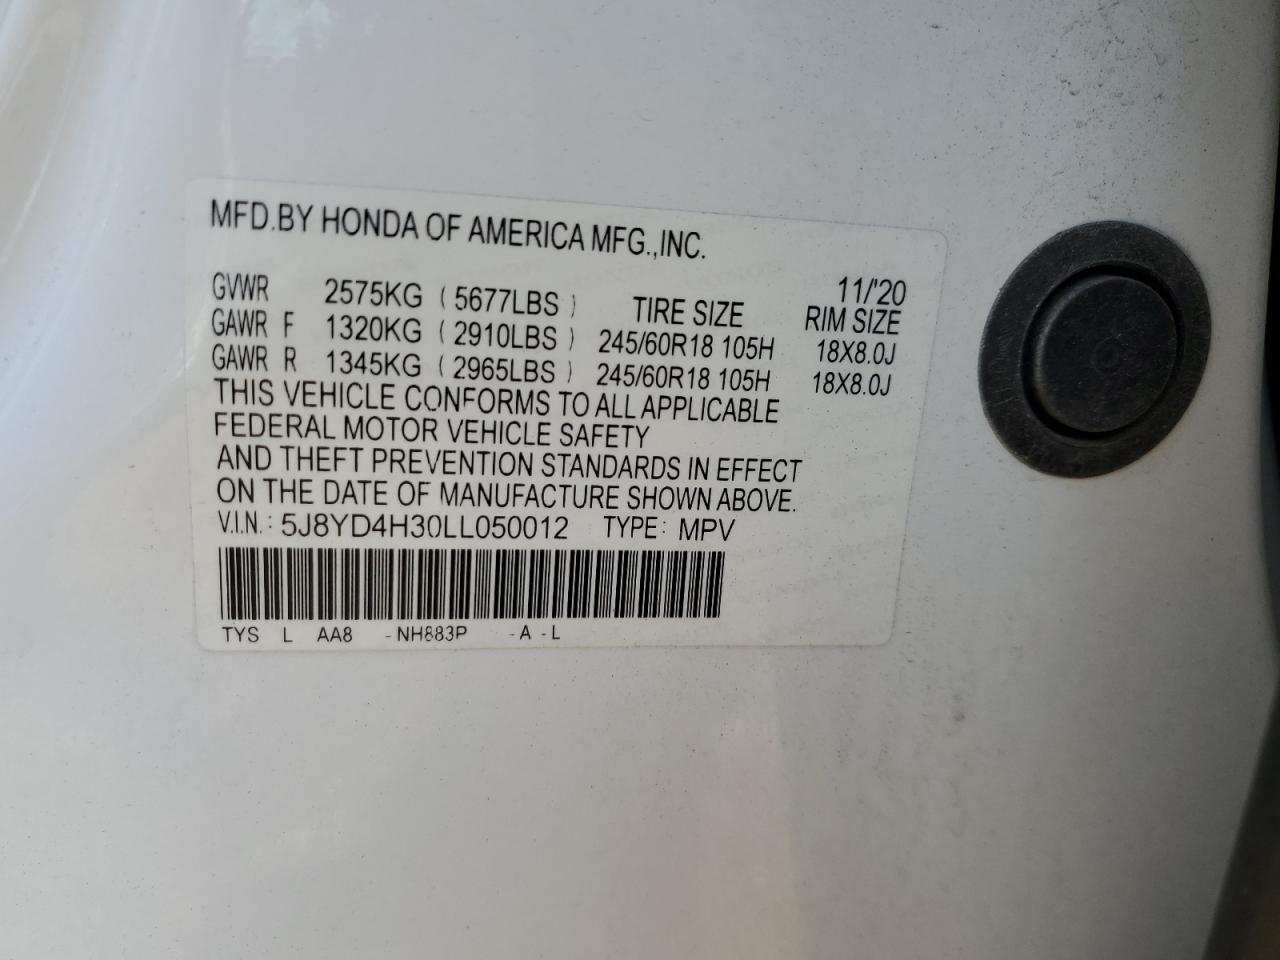 MFD.BY HONDA OF AMERICA MFG.,INC.
11/'20
GVWR 2575KG ( 5677LBS ) TIRE SIZE RIM SIZE
GAWR F 1320KG ( 2910LBS ) 245/60R18 105H 18X8.0J
GAWR R 1345KG ( 2965LBS ) 245/60R18 105H 18X8.0J
THIS VEHICLE CONFORMS TO ALL APPLICABLE
FEDERAL MOTOR VEHICLE SAFETY
AND THEFT PREVENTION STANDARDS IN EFFECT
ON THE DATE OF MANUFACTURE SHOWN ABOVE.
V.I.N.: 5J8YD4H30LL050012 TYPE: MPV
TYS L AA8 -NH883P -A -L